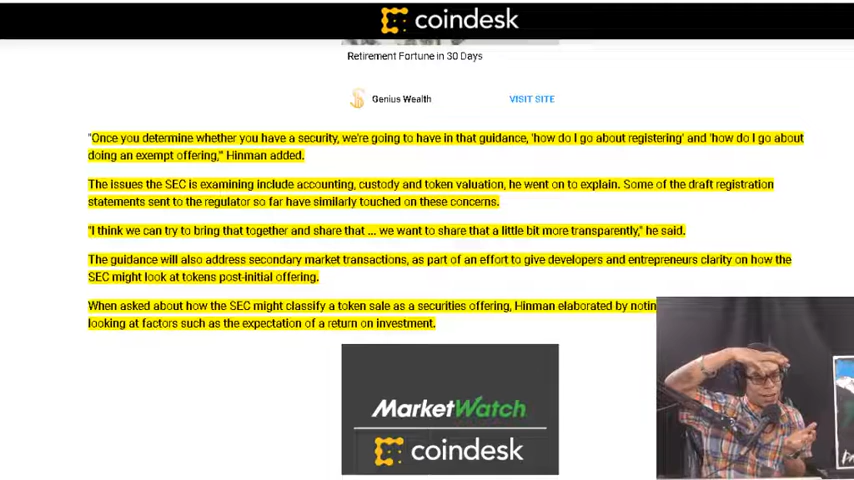 coindesk
Retirement Fortune in 30 Days
Genius Wealth
VISIT SITE
"Once you determine whether you have a security, we're going to have in that guidance, 'how do I go about registering' and 'how do I go about
doing an exempt offering,'" Hinman added.
The issues the SEC is examining include accounting, custody and token valuation, he went on to explain. Some of the draft registration
statements sent to the regulator so far have similarly touched on these concerns.
"I think we can try to bring that together and share that ... we want to share that a little bit more transparently," he said.
The guidance will also address secondary market transactions, as part of an effort to give developers and entrepreneurs clarity on how the
SEC might look at tokens post-initial offering.
When asked about how the SEC might classify a token sale as a securities offering, Hinman elaborated by
looking at factors such as the expectation of a return on investment.
MarketWatch
coindesk